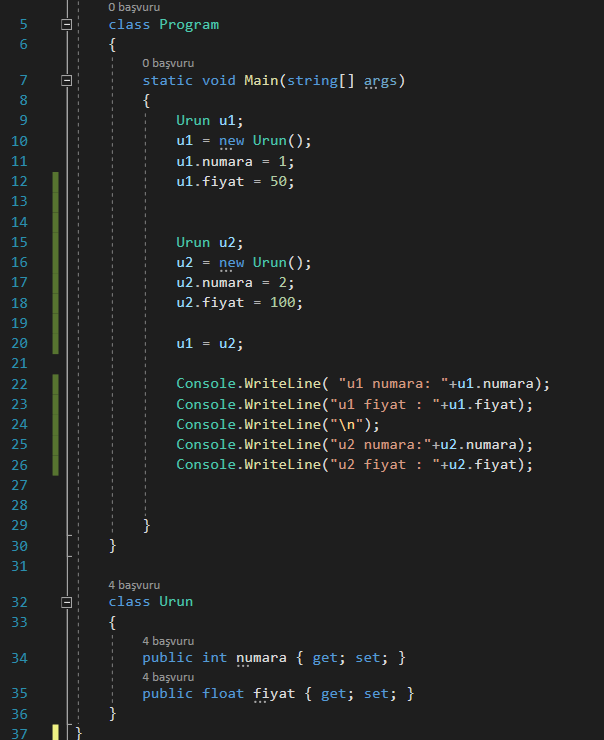 0 başvuru
5 class Program
6 {
0 başvuru
7 static void Main(string[] args)
8 {
9 Urun u1;
10 u1 = new Urun();
11 u1.numara = 1;
12 u1.fiyat = 50;
13
14
15 Urun u2;
16 u2 = new Urun();
17 u2.numara = 2;
18 u2.fiyat = 100;
19
20 u1 = u2;
21
22 Console.WriteLine( "u1 numara: "+u1.numara);
23 Console.WriteLine("u1 fiyat : "+u1.fiyat);
24 Console.WriteLine("\n");
25 Console.WriteLine("u2 numara:"+u2.numara);
26 Console.WriteLine("u2 fiyat : "+u2.fiyat);
27
28
29 }
30 }
31
4 başvuru
32 class Urun
33 {
4 başvuru
34 public int numara { get; set; }
4 başvuru
35 public float fiyat { get; set; }
36 }
37 }